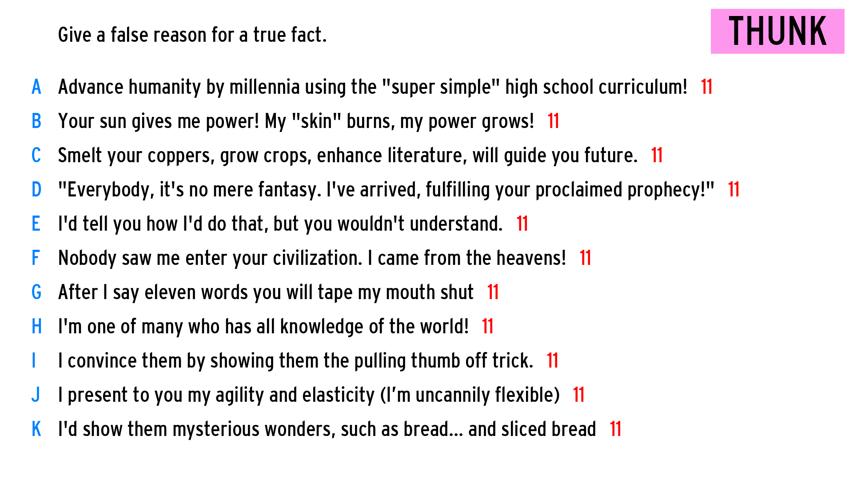 Give a false reason for a true fact.
THUNK
A Advance humanity by millennia using the "super simple" high school curriculum! 11
B Your sun gives me power! My "skin" burns, my power grows! 11
C Smelt your coppers, grow crops, enhance literature, will guide you future. 11
D "Everybody, it's no mere fantasy. I've arrived, fulfilling your proclaimed prophecy!" 11
E I'd tell you how I'd do that, but you wouldn't understand. 11
F Nobody saw me enter your civilization. I came from the heavens! 11
G After I say eleven words you will tape my mouth shut 11
H I'm one of many who has all knowledge of the world! 11
I I convince them by showing them the pulling thumb off trick. 11
J I present to you my agility and elasticity (I’m uncannily flexible) 11
K I'd show them mysterious wonders, such as bread... and sliced bread 11